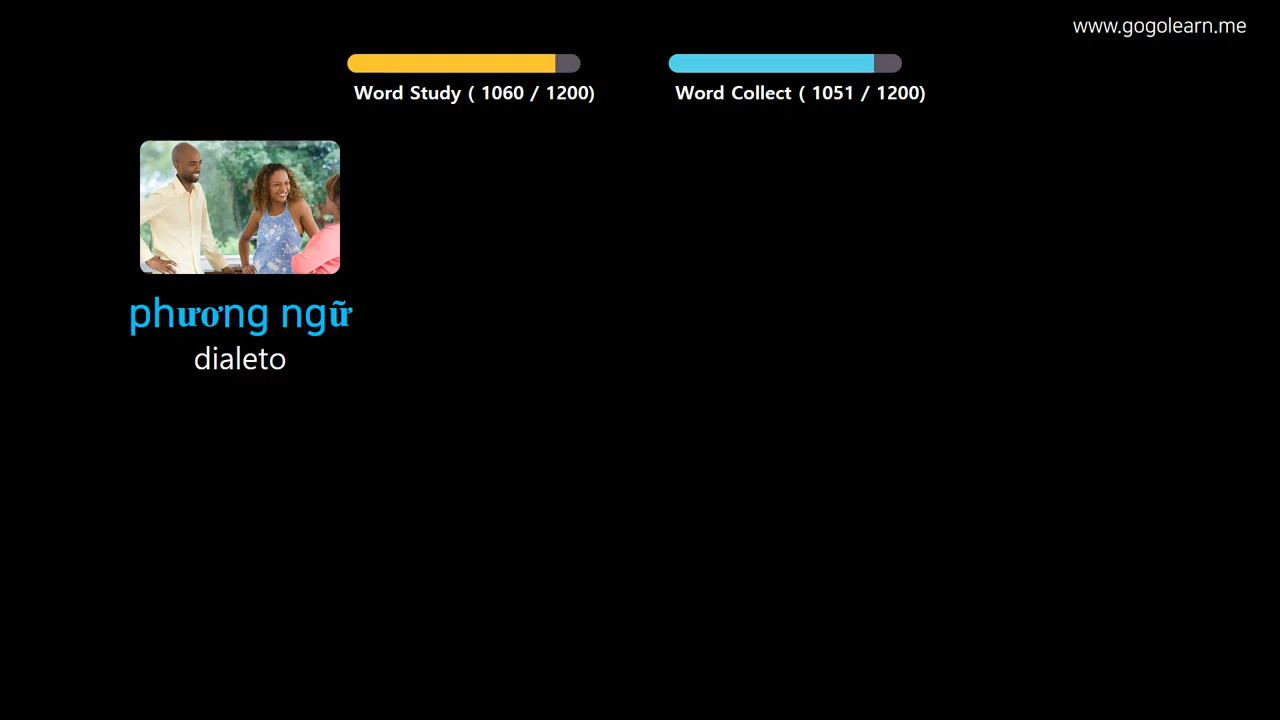 www.gogolearn.me
Word Study ( 1060 / 1200)
Word Collect ( 1051 / 1200)
phương ngữ
dialeto